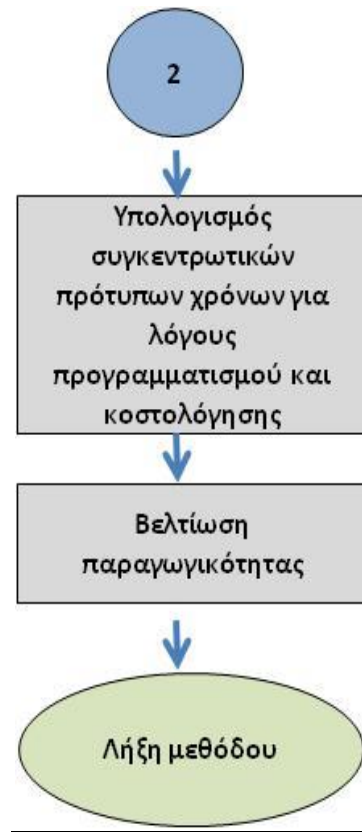 2
Υπολογισμός
συγκεντρωτικών
πρότυπων χρόνων για
λόγους
προγραμματισμού και
κοστολόγησης
Βελτίωση
παραγωγικότητας
Λήξη μεθόδου